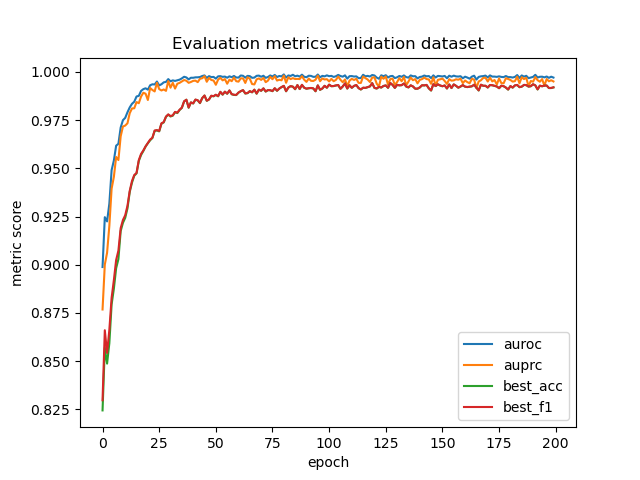 Evaluation metrics validation dataset
1.000
0.975
0.950
0.925
0.900
0.875
0.850
0.825
metric score
auroc
auprc
best_acc
best_f1
0 25 50 75 100 125 150 175 200
epoch